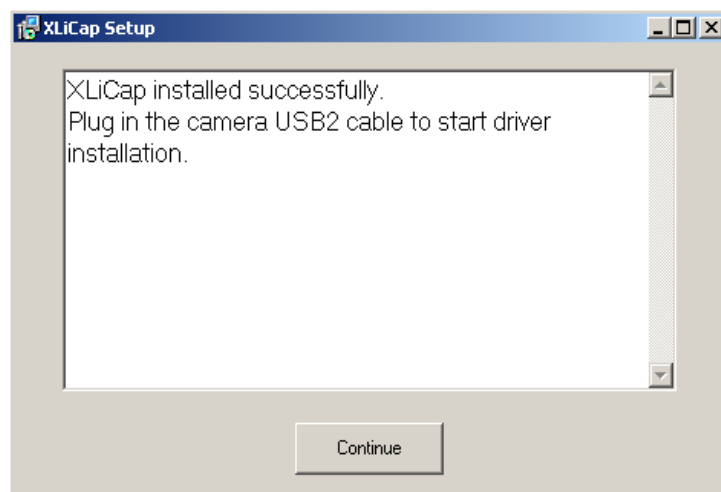 XLiCap Setup
XLiCap installed successfully.
Plug in the camera USB2 cable to start driver
installation.
Continue